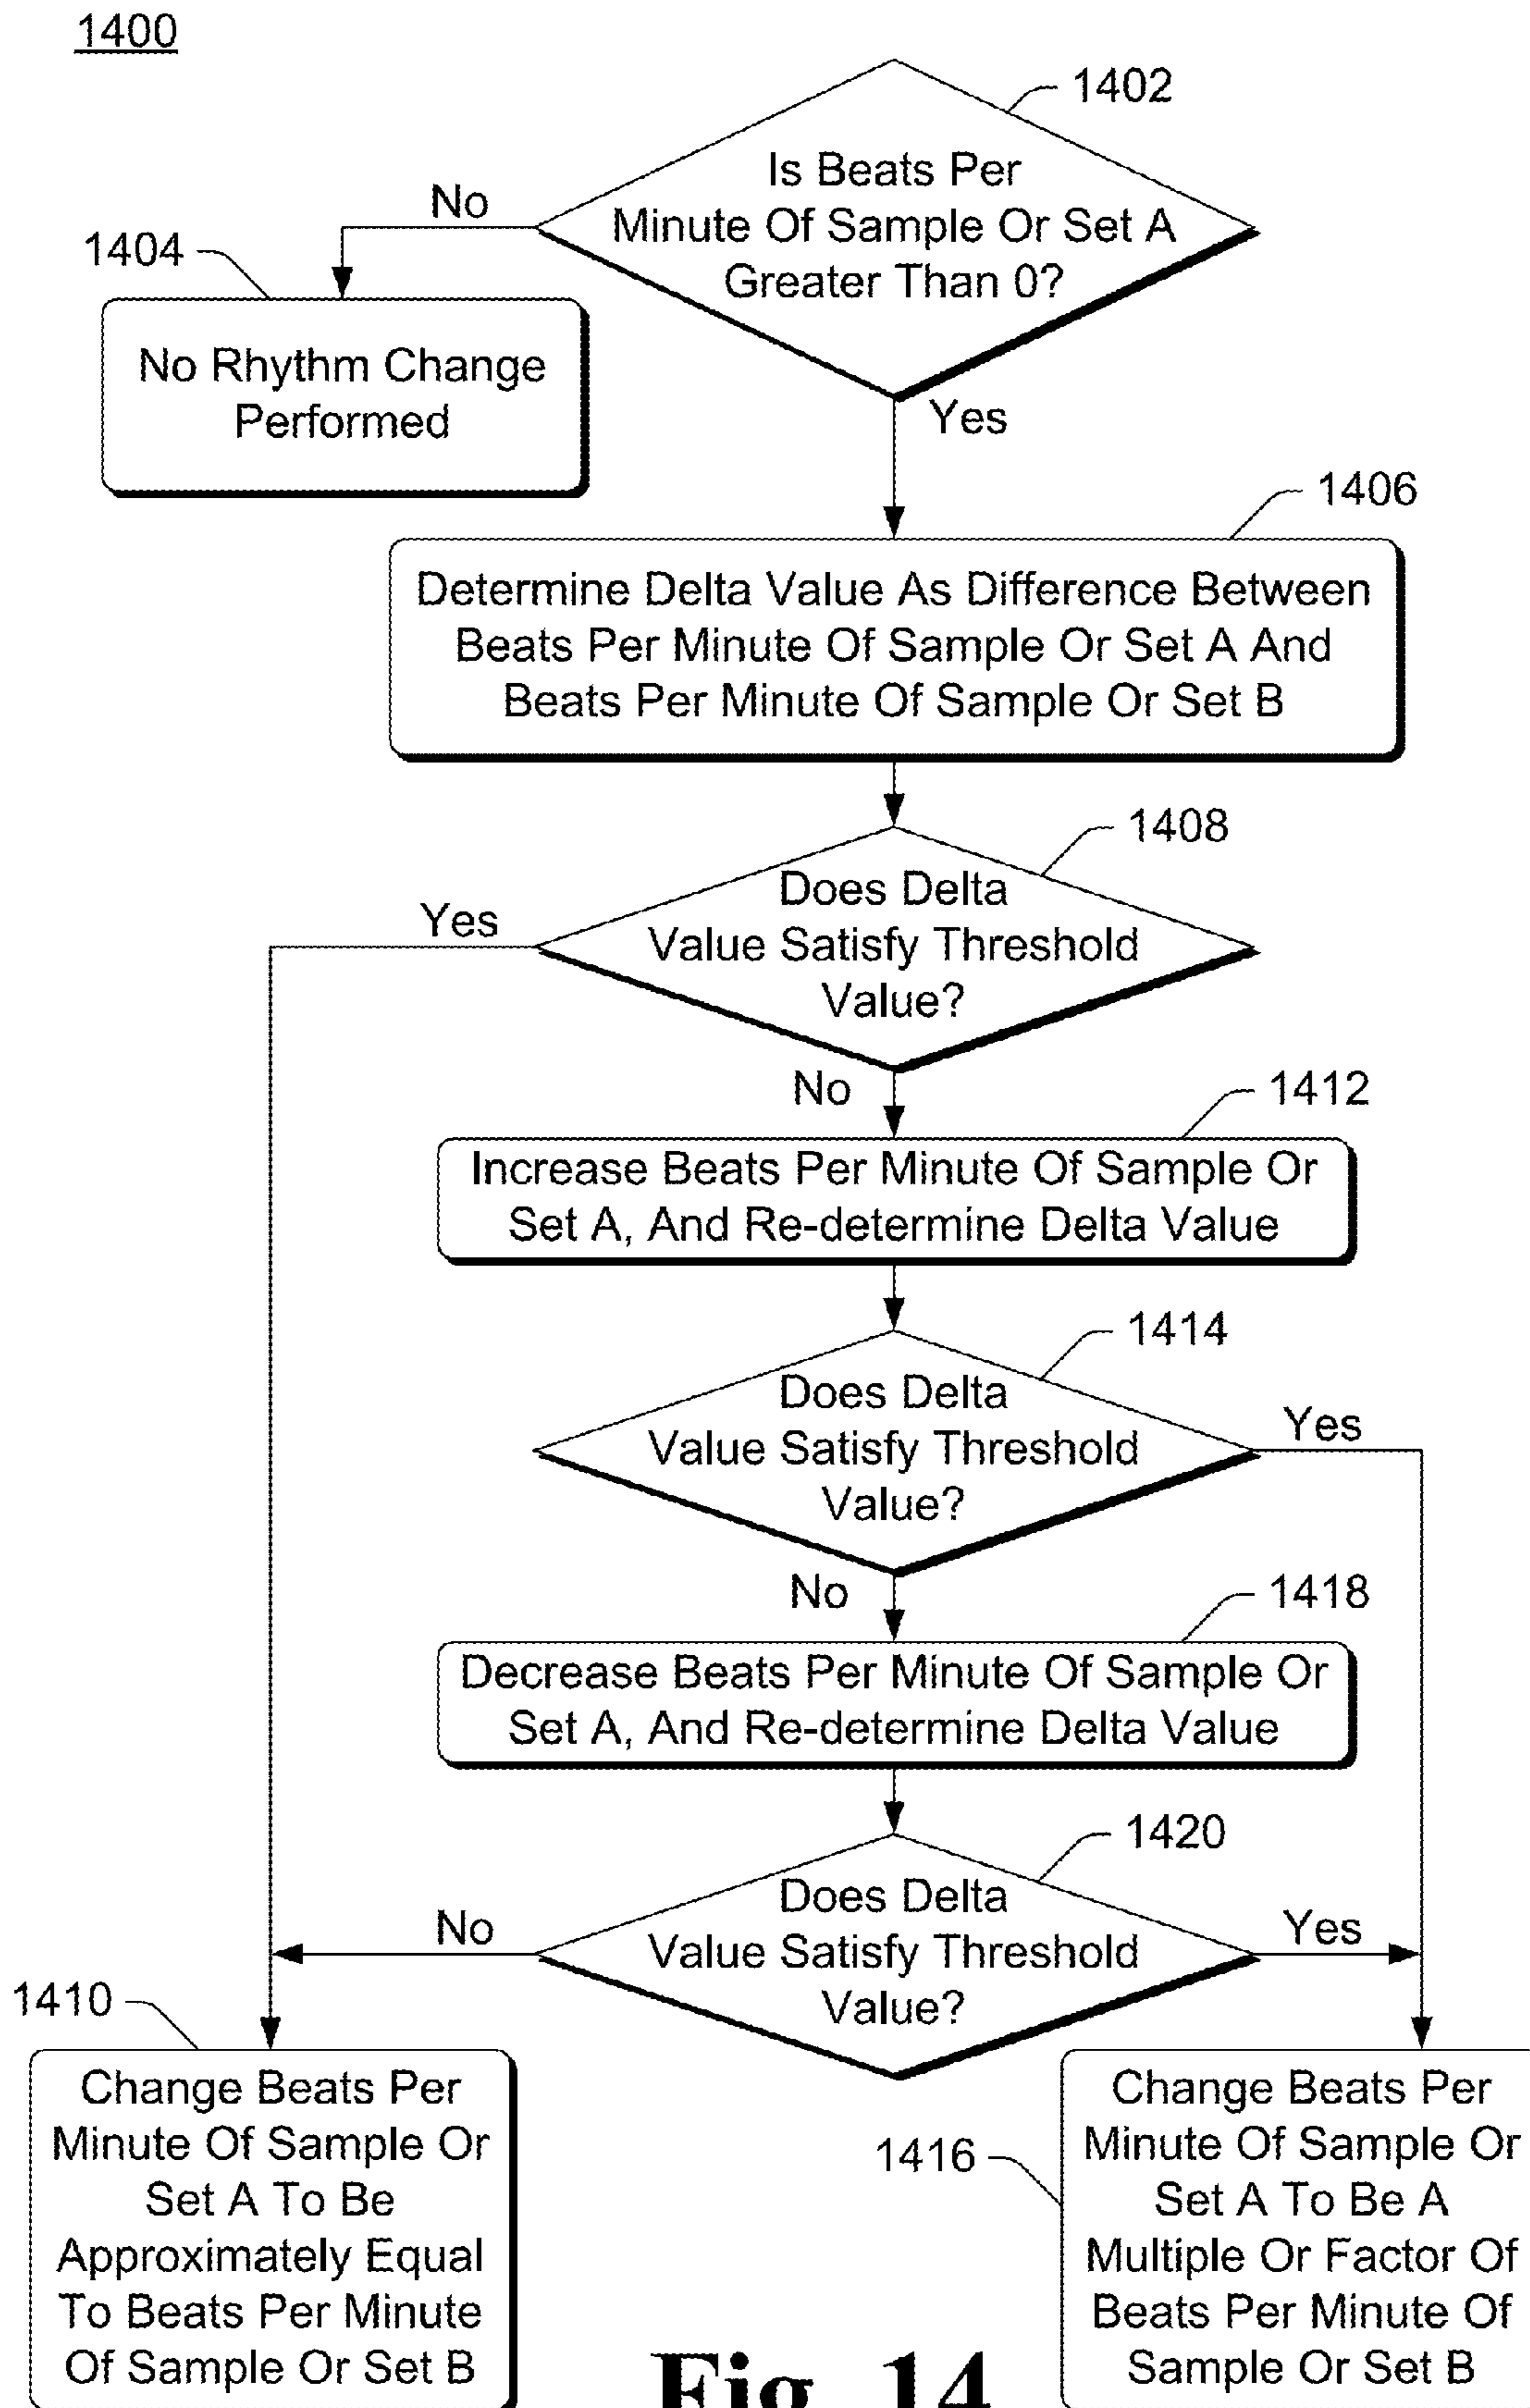 1400
1402
Is Beats Per
Minute Of Sample Or Set A
Greater Than 0?
No
1404
No Rhythm Change
Performed
Yes
1406
Determine Delta Value As Difference Between
Beats Per Minute Of Sample Or Set A And
Beats Per Minute Of Sample Or Set B
1408
Does Delta
Value Satisfy Threshold
Value?
Yes
No
1412
Increase Beats Per Minute Of Sample Or
Set A, And Re-determine Delta Value
1414
Does Delta
Value Satisfy Threshold
Value?
Yes
No
1418
Decrease Beats Per Minute Of Sample Or
Set A, And Re-determine Delta Value
1420
Does Delta
Value Satisfy Threshold
Value?
No
Yes
1410
Change Beats Per
Minute Of Sample Or
Set A To Be
Approximately Equal
To Beats Per Minute
Of Sample Or Set B
1416
Change Beats Per
Minute Of Sample Or
Set A To Be A
Multiple Or Factor Of
Beats Per Minute Of
Sample Or Set B
Fig. 14